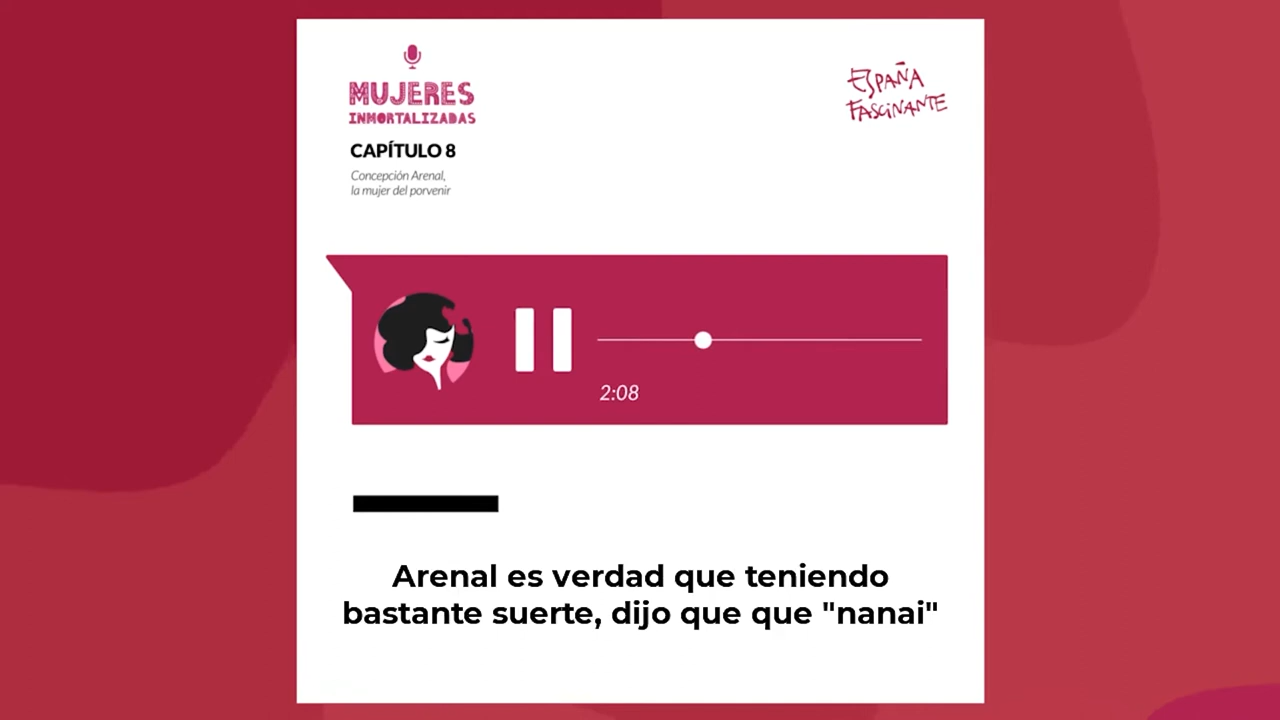 MUJERES
INMORTALIZADAS
CAPÍTULO 8
Concepción Arenal,
la mujer del porvenir
ESPAÑA
FASCINANTE
2:08
Arenal es verdad que teniendo
bastante suerte, dijo que que "nanai"